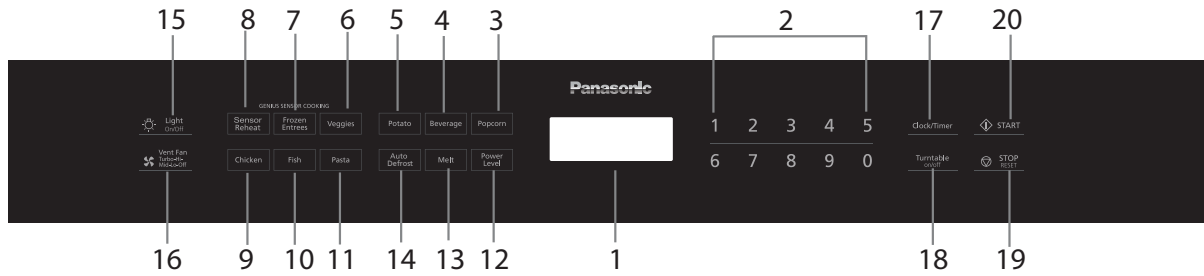 15
8
7
6
5
4
3
2
17
20
Panasonic
GENIUS SENSOR COOKING
Light
On/Off
Sensor
Reheat
Frozen
Entrees
Veggies
Potato
Beverage
Popcorn
1 2 3 4 5
Clock/Timer
START
Vent Fan
Turbo-Hi-
Mid-Lo-Off
Chicken
Fish
Pasta
Auto
Defrost
Melt
Power
Level
6 7 8 9 0
Turntable
on/off
STOP
RESET
16
9
10
11
14
13
12
1
18
19